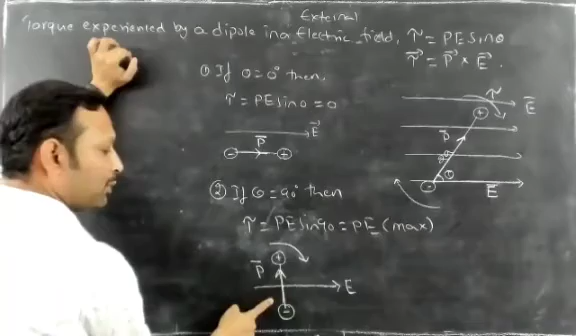 External
Torque experienced by a dipole in a electric field, τ = PE sinθ
τ⃗ = P⃗ × E⃗.
① If θ = 0° then,
τ = PE sin0 = 0
E⃗
P⃗
- +
τ
E⃗
+
P⃗
θ
-
E⃗
② If θ = 90° then
τ = PE sin90 = PE (max)
+
P⃗
E
-